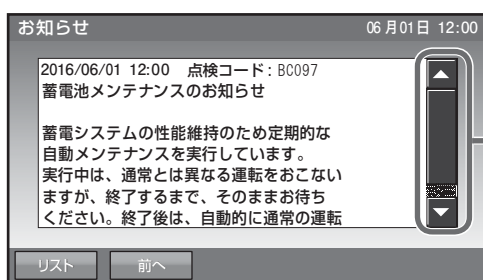 お知らせ 06月01日 12:00
2016/06/01 12:00 点検コード: BC097
蓄電池メンテナンスのお知らせ
蓄電システムの性能維持のため定期的な
自動メンテナンスを実行しています。
実行中は、通常とは異なる運転をおこない
ますが、終了するまで、そのままお待ち
ください。終了後は、自動的に通常の運転
リスト 前へ